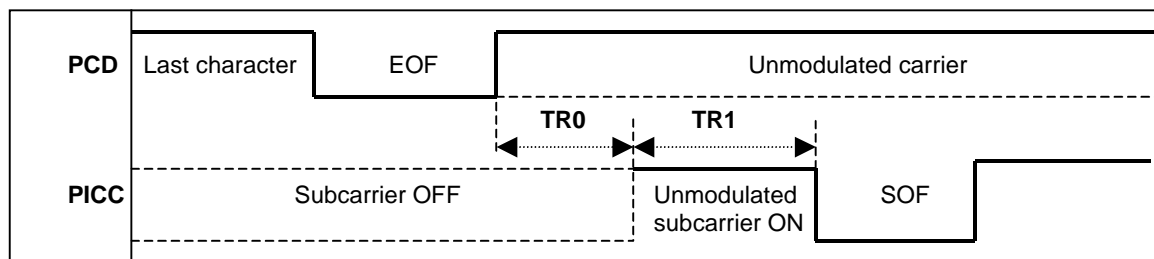 PCD
Last character
EOF
Unmodulated carrier
TR0
TR1
PICC
Subcarrier OFF
Unmodulated
subcarrier ON
SOF